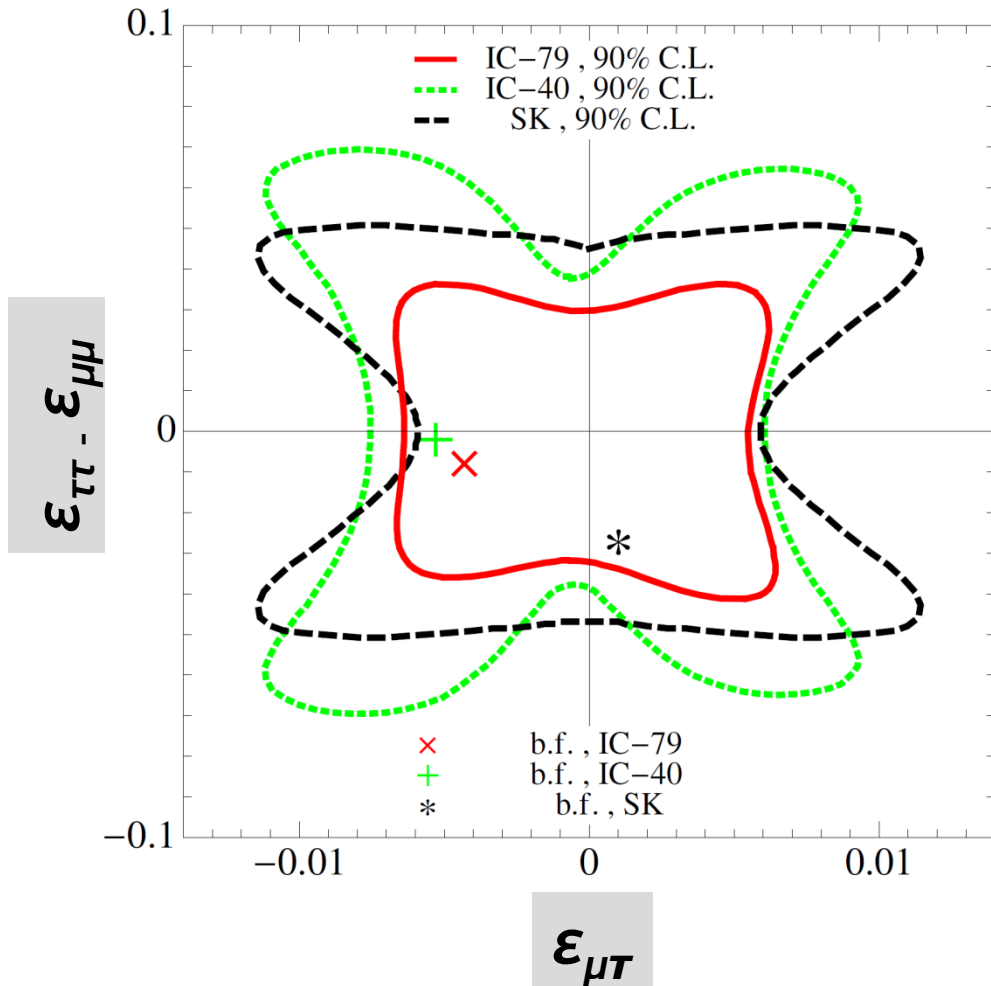 0.1
IC−79 , 90% C.L.
IC−40 , 90% C.L.
SK , 90% C.L.
ε_ττ - ε_μμ
0
b.f. , IC−79
b.f. , IC−40
b.f. , SK
−0.1
−0.01 0 0.01
ε_μτ